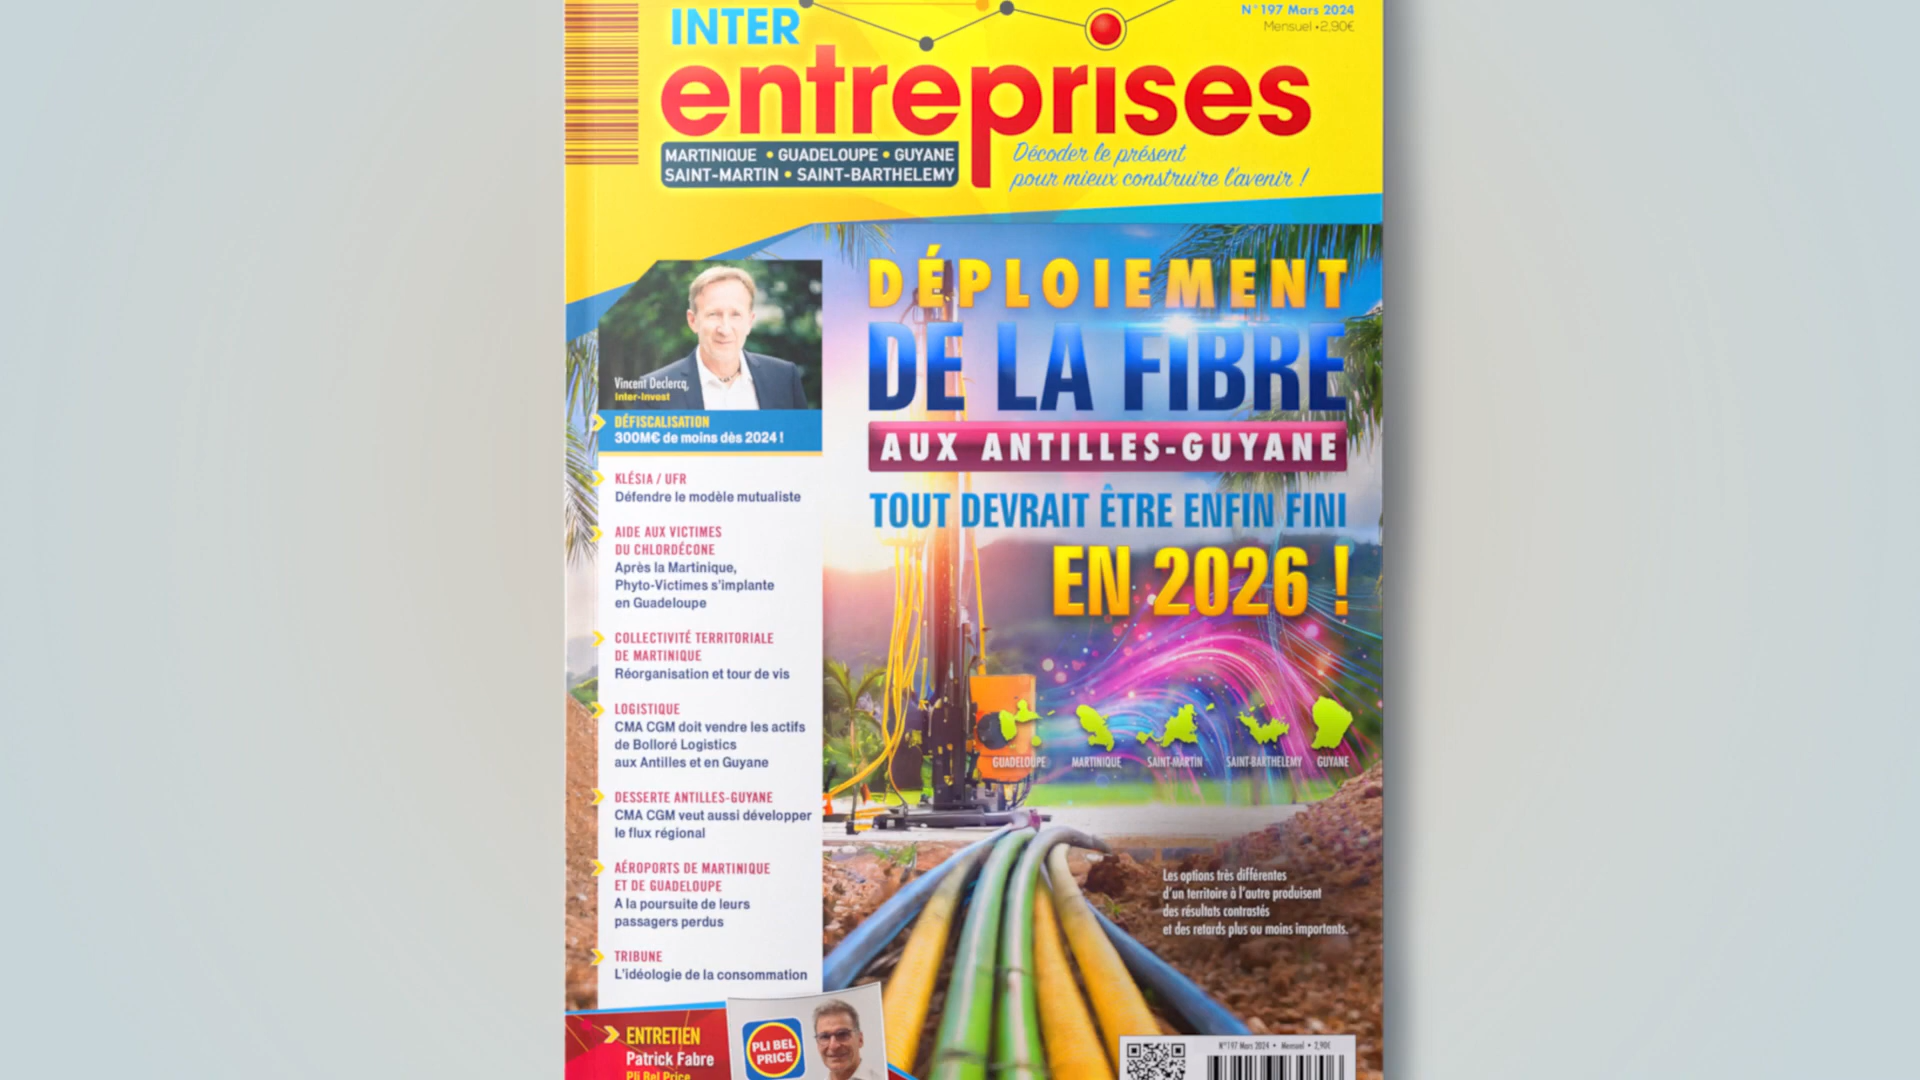 INTER
entreprises
N°197 Mars 2024
Mensuel • 2,90€
MARTINIQUE • GUADELOUPE • GUYANE
SAINT-MARTIN • SAINT-BARTHELEMY
Décoder le présent
pour mieux construire l'avenir !
Vincent Declercq,
Inter-Invest
DÉFISCALISATION
300M€ de moins dès 2024 !
KLÉSIA / UFR
Défendre le modèle mutualiste
AIDE AUX VICTIMES
DU CHLORDÉCONE
Après la Martinique,
Phyto-Victimes s'implante
en Guadeloupe
COLLECTIVITÉ TERRITORIALE
DE MARTINIQUE
Réorganisation et tour de vis
LOGISTIQUE
CMA CGM doit vendre les actifs
de Bolloré Logistics
aux Antilles et en Guyane
DESSERTE ANTILLES-GUYANE
CMA CGM veut aussi développer
le flux régional
AÉROPORTS DE MARTINIQUE
ET DE GUADELOUPE
A la poursuite de leurs
passagers perdus
TRIBUNE
L'idéologie de la consommation
ENTRETIEN
Patrick Fabre
Pli Bel Price
PLI BEL
PRICE
DÉPLOIEMENT
DE LA FIBRE
AUX ANTILLES-GUYANE
TOUT DEVRAIT ÊTRE ENFIN FINI
EN 2026 !
GUADELOUPE MARTINIQUE SAINT-MARTIN SAINT-BARTHELEMY GUYANE
Les options très différentes
d'un territoire à l'autre produisent
des résultats contrastés
et des retards plus ou moins importants.
N°197 Mars 2024 • Mensuel • 2,90€